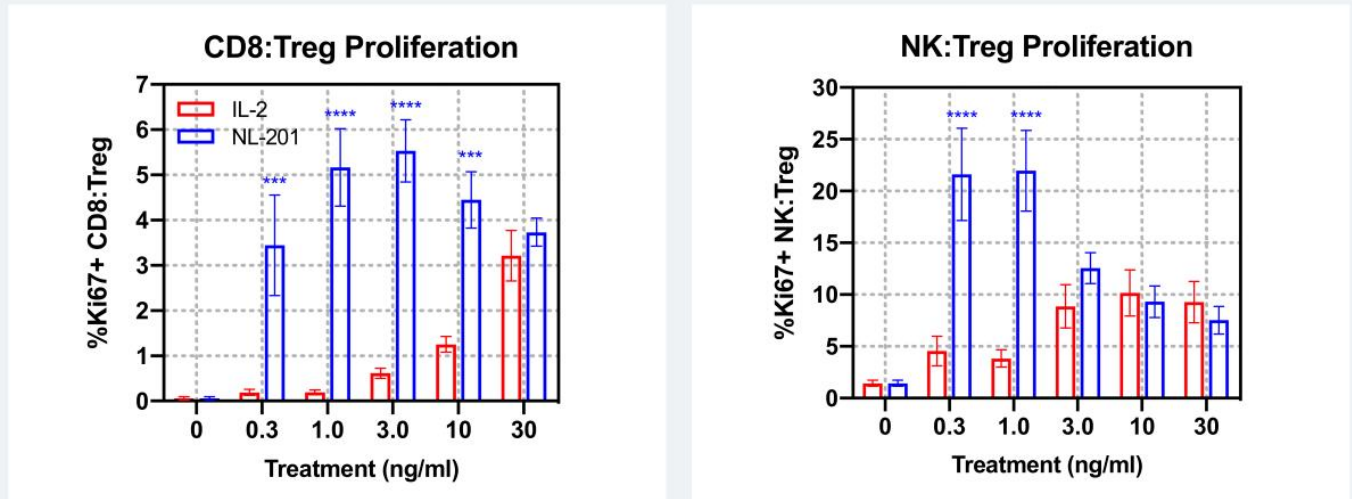 CD8:Treg Proliferation
%Ki67+ CD8:Treg
7
6
5
4
3
2
1
0
IL-2
NL-201
***
****
****
***
0 0.3 1.0 3.0 10 30
Treatment (ng/ml)
NK:Treg Proliferation
%Ki67+ NK:Treg
30
25
20
15
10
5
0
**** ****
0 0.3 1.0 3.0 10 30
Treatment (ng/ml)